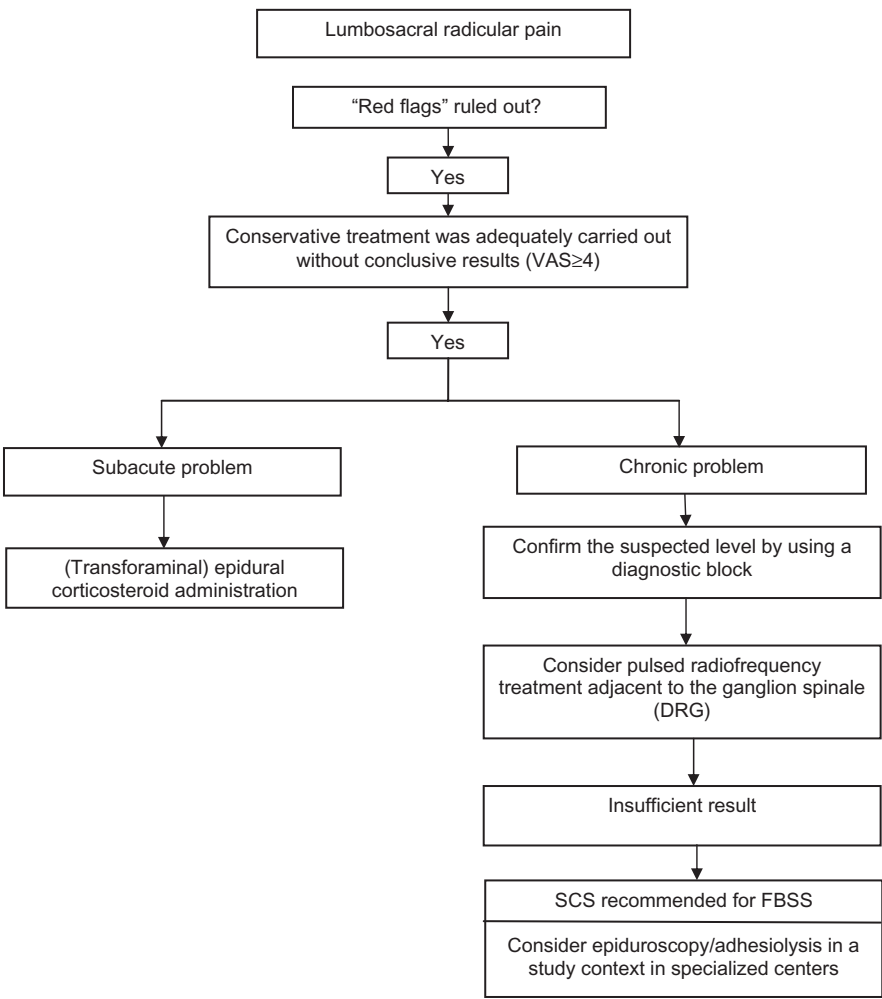 Lumbosacral radicular pain
“Red flags” ruled out?
Yes
Conservative treatment was adequately carried out
without conclusive results (VAS≥4)
Yes
Subacute problem
(Transforaminal) epidural
corticosteroid administration
Chronic problem
Confirm the suspected level by using a
diagnostic block
Consider pulsed radiofrequency
treatment adjacent to the ganglion spinale
(DRG)
Insufficient result
SCS recommended for FBSS
Consider epiduroscopy/adhesiolysis in a
study context in specialized centers